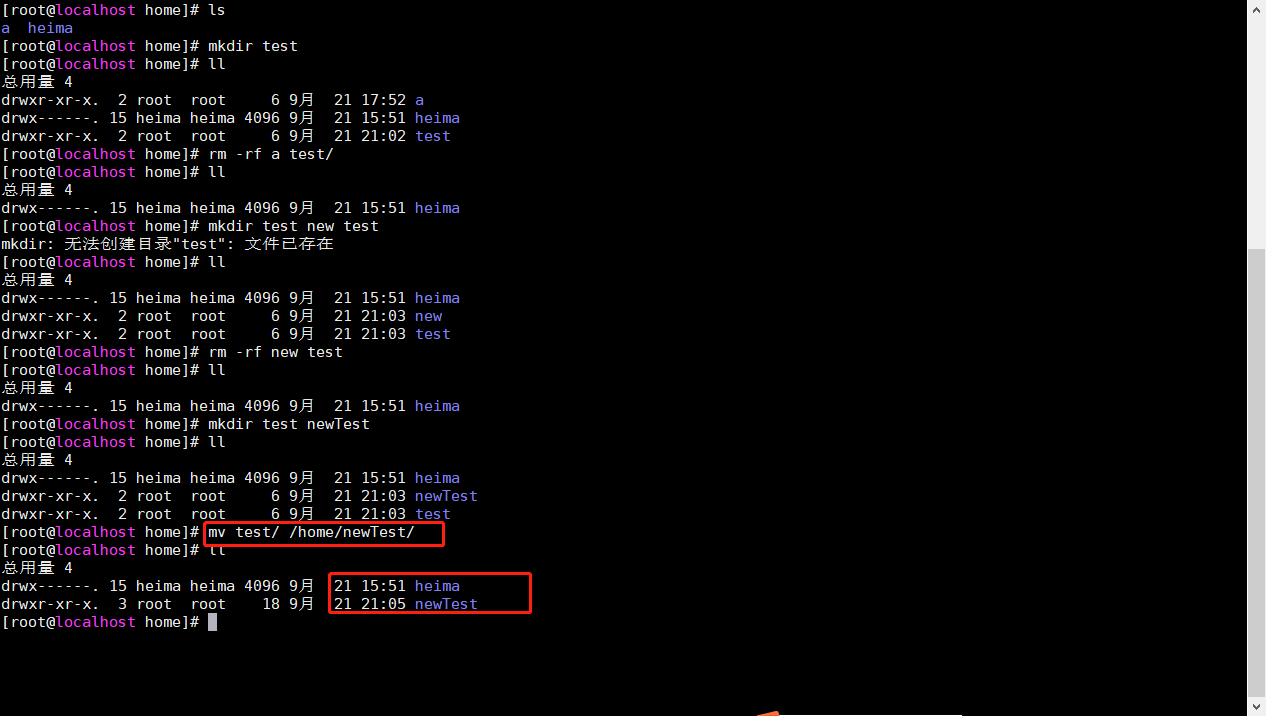 [root@localhost home]# ls
a  heima
[root@localhost home]# mkdir test
[root@localhost home]# ll
总用量 4
drwxr-xr-x.  2 root  root     6 9月  21 17:52 a
drwx------. 15 heima heima 4096 9月  21 15:51 heima
drwxr-xr-x.  2 root  root     6 9月  21 21:02 test
[root@localhost home]# rm -rf a test/
[root@localhost home]# ll
总用量 4
drwx------. 15 heima heima 4096 9月  21 15:51 heima
[root@localhost home]# mkdir test new test
mkdir: 无法创建目录"test": 文件已存在
[root@localhost home]# ll
总用量 4
drwx------. 15 heima heima 4096 9月  21 15:51 heima
drwxr-xr-x.  2 root  root     6 9月  21 21:03 new
drwxr-xr-x.  2 root  root     6 9月  21 21:03 test
[root@localhost home]# rm -rf new test
[root@localhost home]# ll
总用量 4
drwx------. 15 heima heima 4096 9月  21 15:51 heima
[root@localhost home]# mkdir test newTest
[root@localhost home]# ll
总用量 4
drwx------. 15 heima heima 4096 9月  21 15:51 heima
drwxr-xr-x.  2 root  root     6 9月  21 21:03 newTest
drwxr-xr-x.  2 root  root     6 9月  21 21:03 test
[root@localhost home]# mv test/ /home/newTest/
[root@localhost home]# ll
总用量 4
drwx------. 15 heima heima 4096 9月  21 15:51 heima
drwxr-xr-x.  3 root  root    18 9月  21 21:05 newTest
[root@localhost home]#